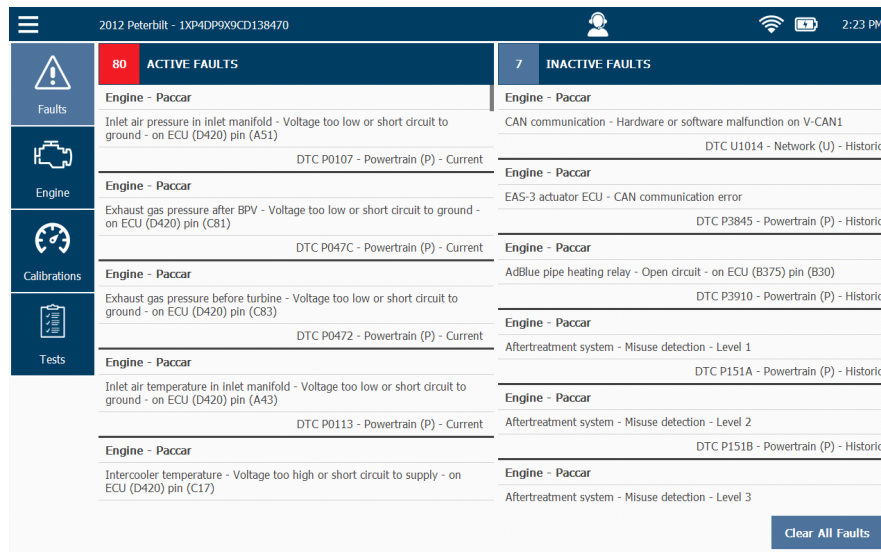 2012 Peterbilt - 1XP4DP9X9CD138470
2:23 PM
Faults
Engine
Calibrations
Tests
80 ACTIVE FAULTS
Engine - Paccar
Inlet air pressure in inlet manifold - Voltage too low or short circuit to
ground - on ECU (D420) pin (A51)
DTC P0107 - Powertrain (P) - Current
Engine - Paccar
Exhaust gas pressure after BPV - Voltage too low or short circuit to ground -
on ECU (D420) pin (C81)
DTC P047C - Powertrain (P) - Current
Engine - Paccar
Exhaust gas pressure before turbine - Voltage too low or short circuit to
ground - on ECU (D420) pin (C83)
DTC P0472 - Powertrain (P) - Current
Engine - Paccar
Inlet air temperature in inlet manifold - Voltage too low or short circuit to
ground - on ECU (D420) pin (A43)
DTC P0113 - Powertrain (P) - Current
Engine - Paccar
Intercooler temperature - Voltage too high or short circuit to supply - on
ECU (D420) pin (C17)
7 INACTIVE FAULTS
Engine - Paccar
CAN communication - Hardware or software malfunction on V-CAN1
DTC U1014 - Network (U) - Historic
Engine - Paccar
EAS-3 actuator ECU - CAN communication error
DTC P3845 - Powertrain (P) - Historic
Engine - Paccar
AdBlue pipe heating relay - Open circuit - on ECU (B375) pin (B30)
DTC P3910 - Powertrain (P) - Historic
Engine - Paccar
Aftertreatment system - Misuse detection - Level 1
DTC P151A - Powertrain (P) - Historic
Engine - Paccar
Aftertreatment system - Misuse detection - Level 2
DTC P151B - Powertrain (P) - Historic
Engine - Paccar
Aftertreatment system - Misuse detection - Level 3
Clear All Faults